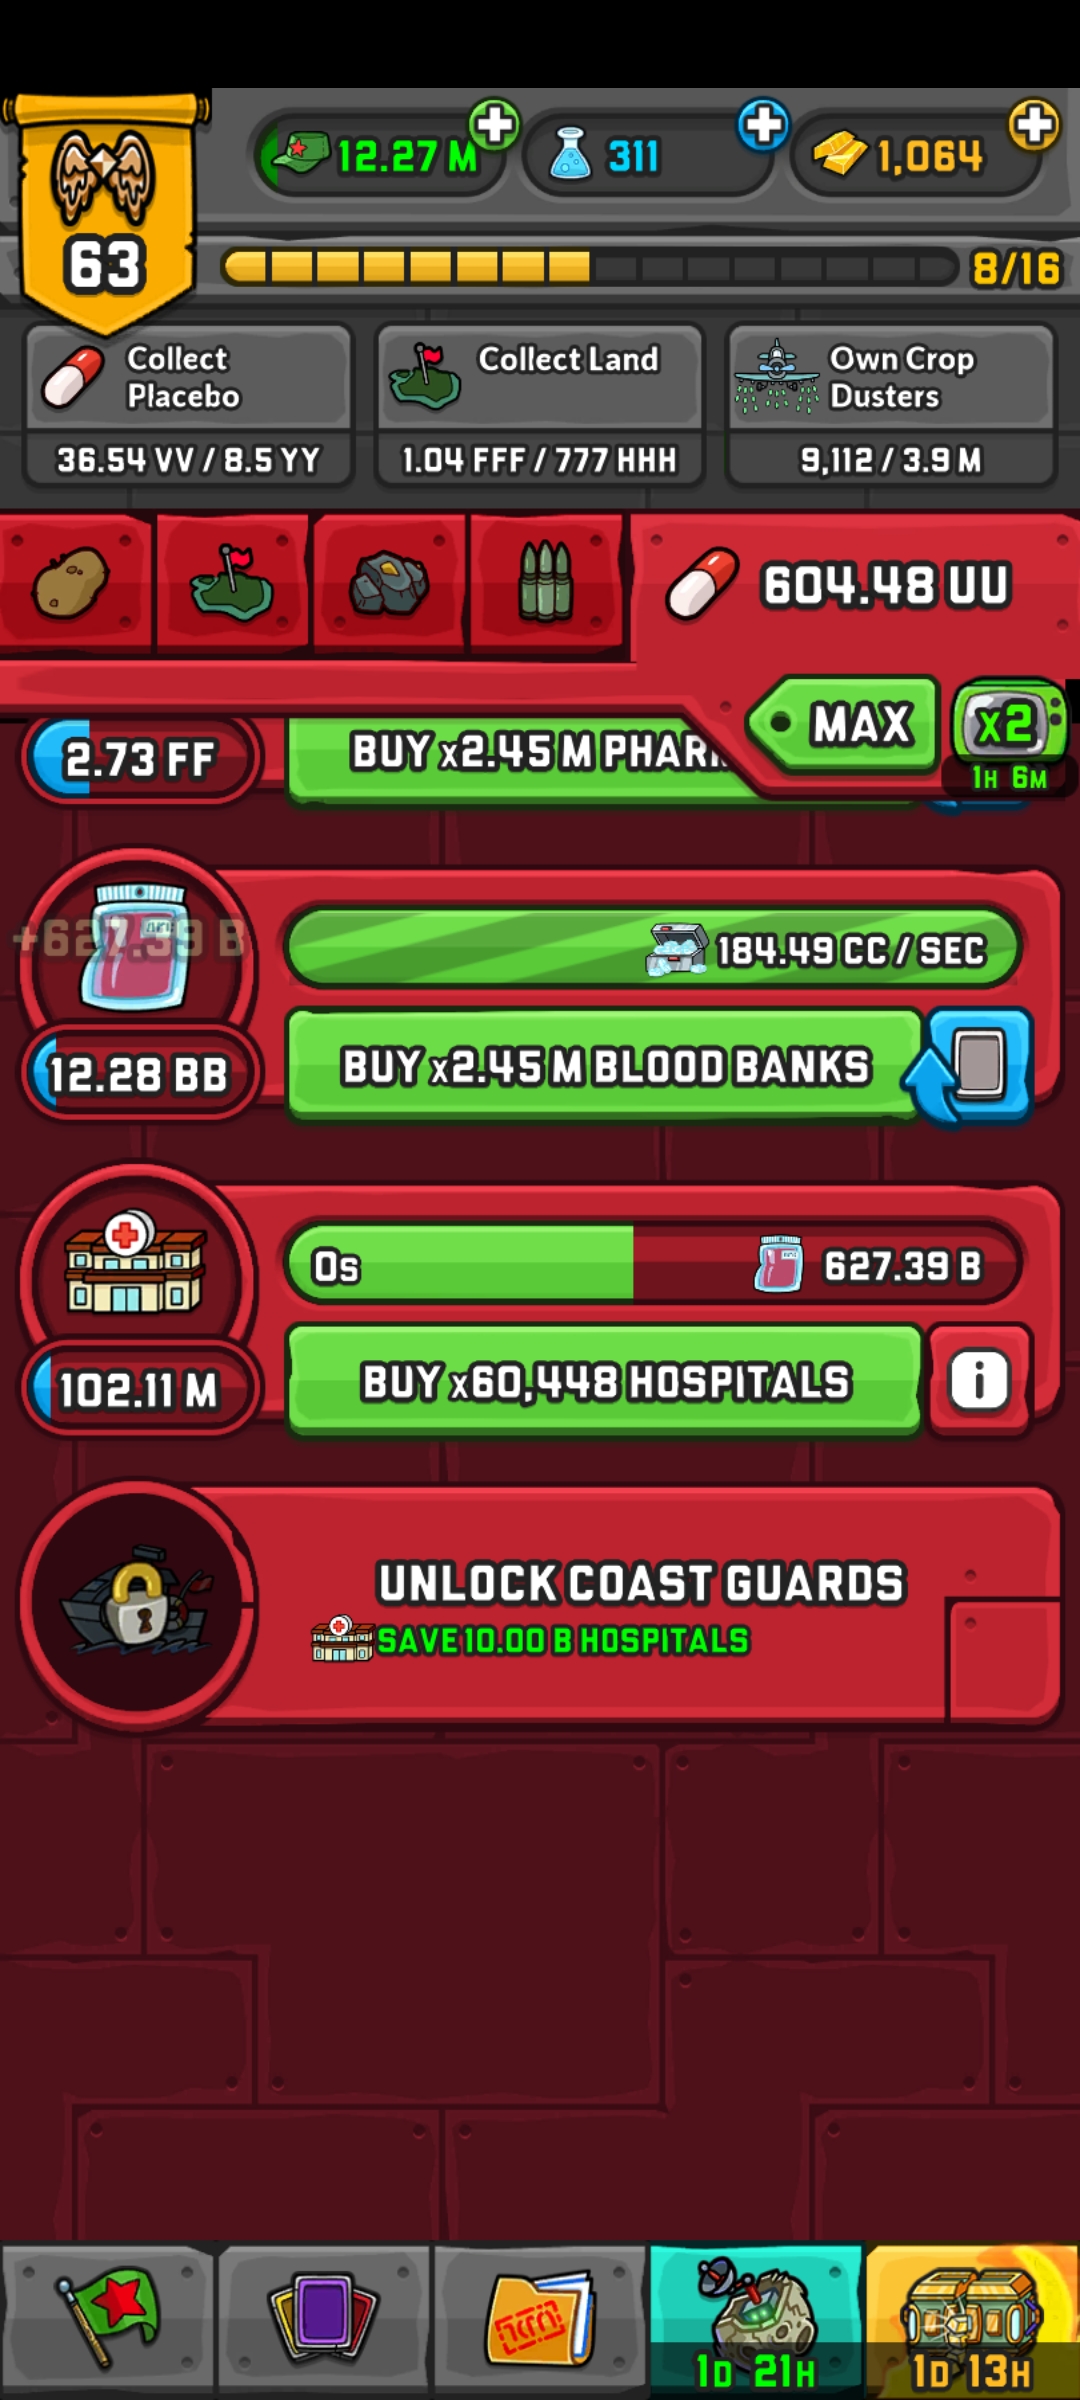 12.27 M
311
1,064
63
8/16
Collect
Placebo
36.54 VV / 8.5 YY
Collect Land
1.04 FFF / 777 HHH
Own Crop
Dusters
9,112 / 3.9 M
604.48 UU
MAX
x2
1H 6M
2.73 FF
BUY x2.45 M
+627.39 B
184.49 CC / SEC
12.28 BB
BUY x2.45 M BLOOD BANKS
0s
627.39 B
102.11 M
BUY x60,448 HOSPITALS
i
UNLOCK COAST GUARDS
SAVE 10.00 B HOSPITALS
1D 21H
1D 13H